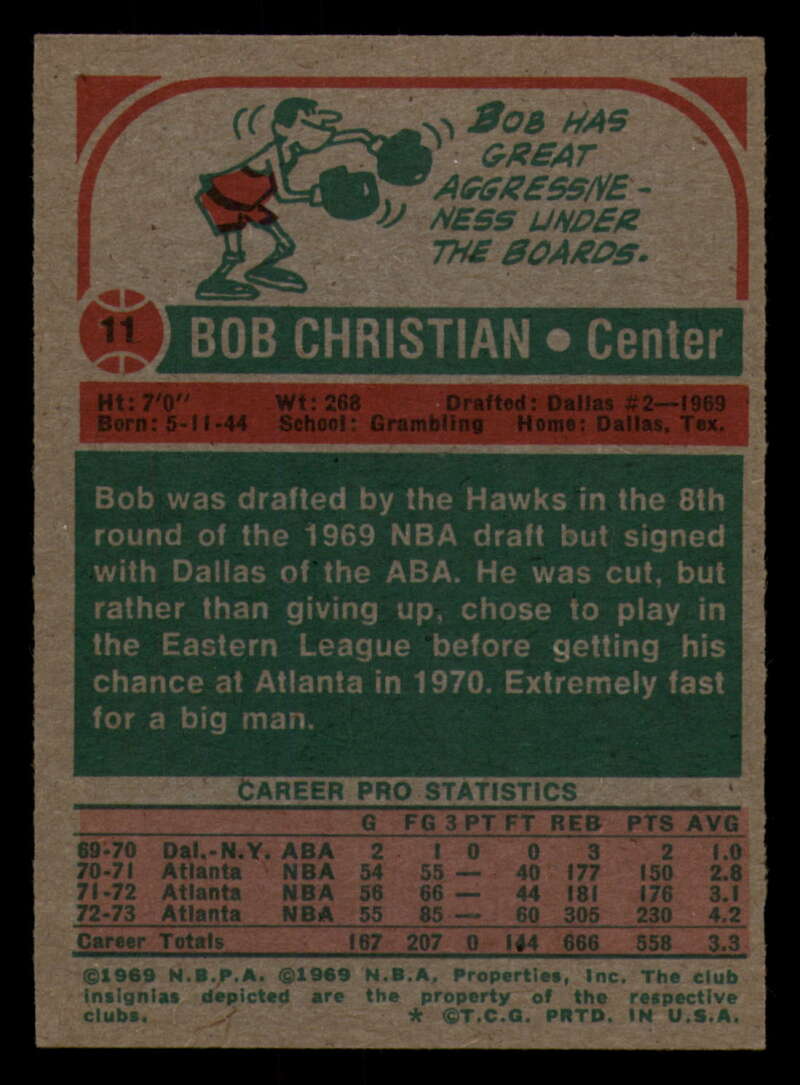 BOB HAS
GREAT
AGGRESSIVE-
NESS UNDER
THE BOARDS.
11 BOB CHRISTIAN • Center
Ht: 7'0" Wt: 268 Drafted: Dallas #2—1969
Born: 5-11-44 School: Grambling Home: Dallas, Tex.
Bob was drafted by the Hawks in the 8th
round of the 1969 NBA draft but signed
with Dallas of the ABA. He was cut, but
rather than giving up, chose to play in
the Eastern League before getting his
chance at Atlanta in 1970. Extremely fast
for a big man.
CAREER PRO STATISTICS
G FG 3 PT FT REB PTS AVG
69-70 Dal.-N.Y. ABA 2 1 0 0 3 2 1.0
70-71 Atlanta NBA 54 55 — 40 177 150 2.8
71-72 Atlanta NBA 56 66 — 44 181 176 3.1
72-73 Atlanta NBA 55 85 — 60 305 230 4.2
Career Totals 167 207 0 144 666 558 3.3
©1969 N.B.P.A. ©1969 N.B.A. Properties, Inc. The club
insignias depicted are the property of the respective
clubs. * ©T.C.G. PRTD. IN U.S.A.